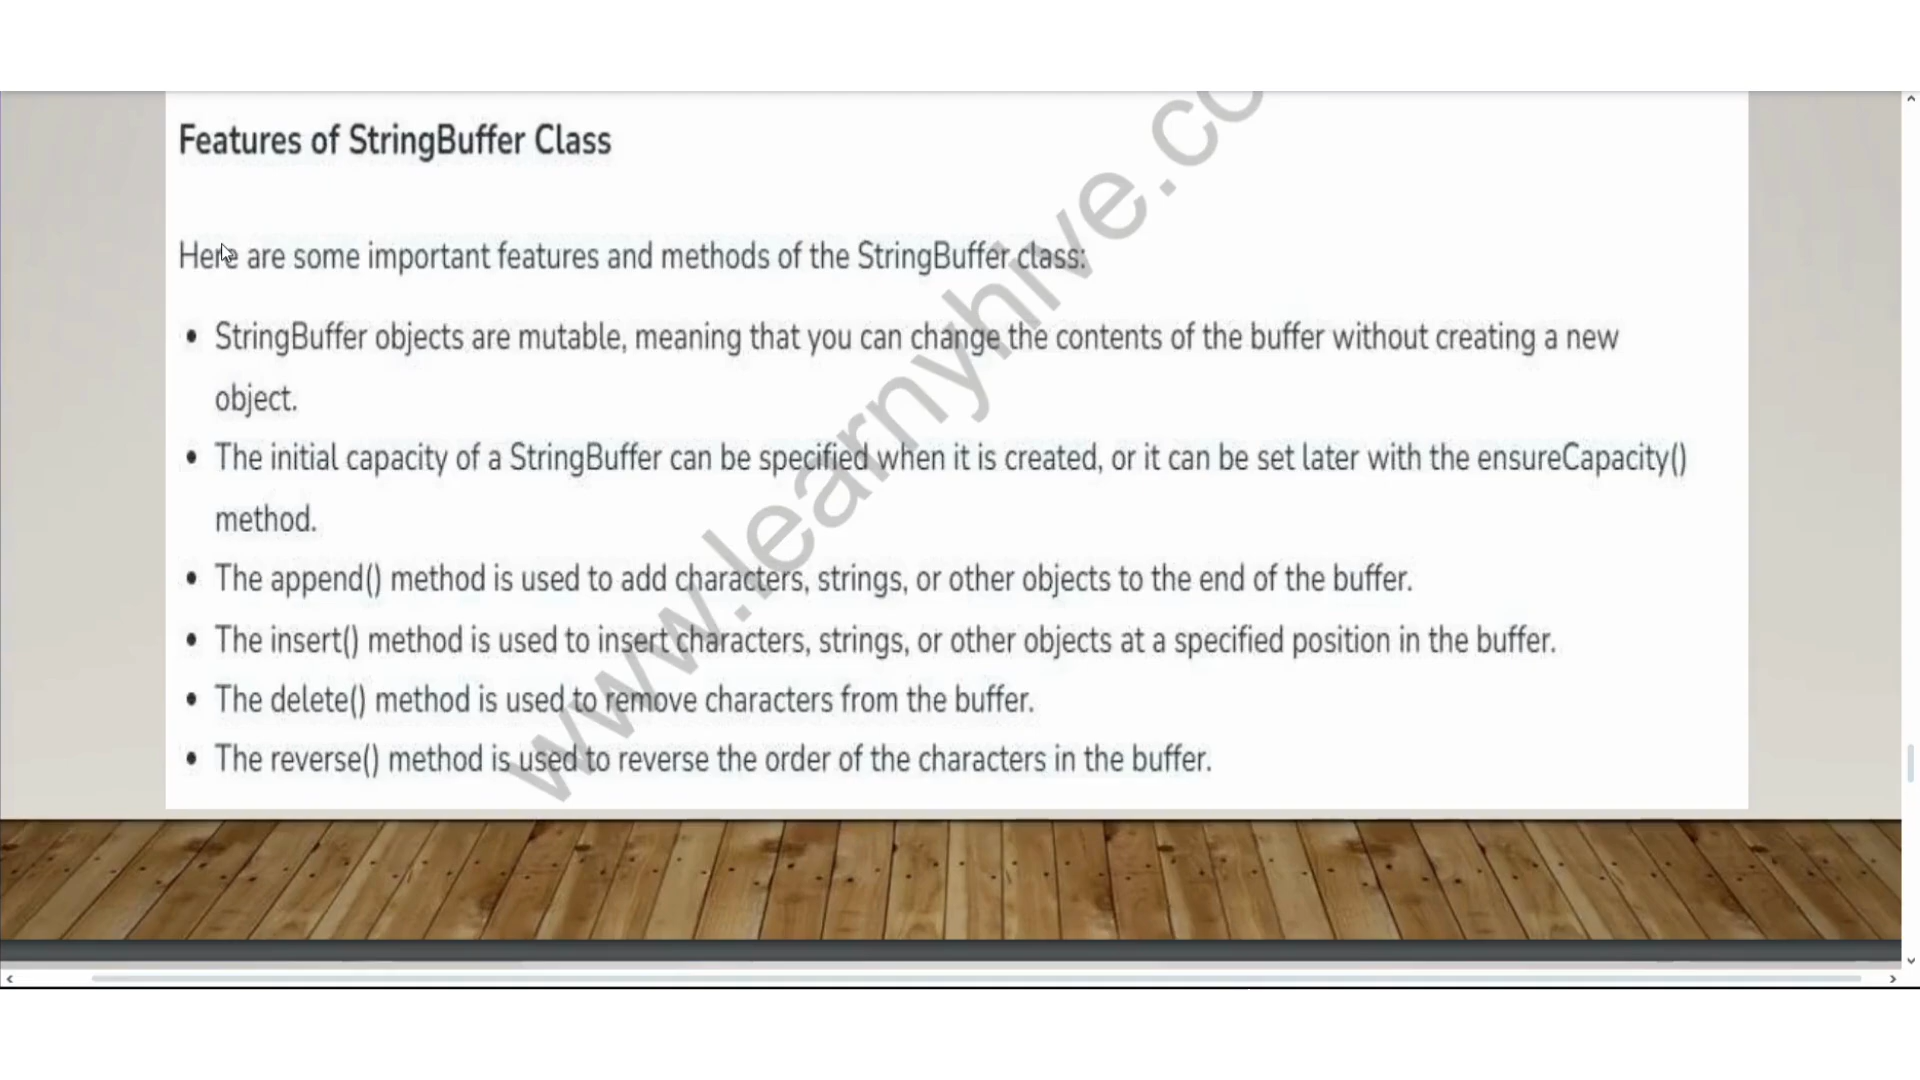 Features of StringBuffer Class
Here are some important features and methods of the StringBuffer class:
• StringBuffer objects are mutable, meaning that you can change the contents of the buffer without creating a new
object.
• The initial capacity of a StringBuffer can be specified when it is created, or it can be set later with the ensureCapacity()
method.
• The append() method is used to add characters, strings, or other objects to the end of the buffer.
• The insert() method is used to insert characters, strings, or other objects at a specified position in the buffer.
• The delete() method is used to remove characters from the buffer.
• The reverse() method is used to reverse the order of the characters in the buffer.
www.learnyhive.co